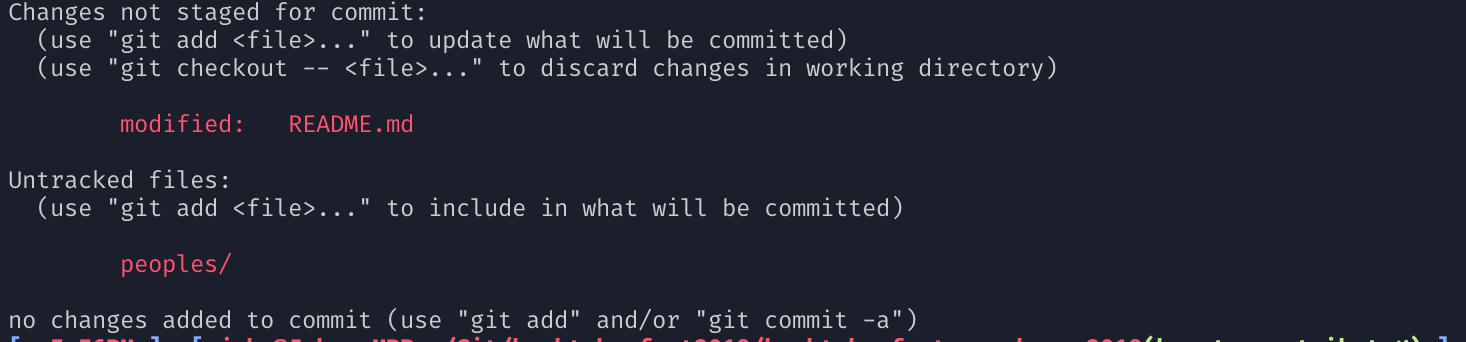 Changes not staged for commit:
(use "git add <file>..." to update what will be committed)
(use "git checkout -- <file>..." to discard changes in working directory)
modified: README.md
Untracked files:
(use "git add <file>..." to include in what will be committed)
peoples/
no changes added to commit (use "git add" and/or "git commit -a")